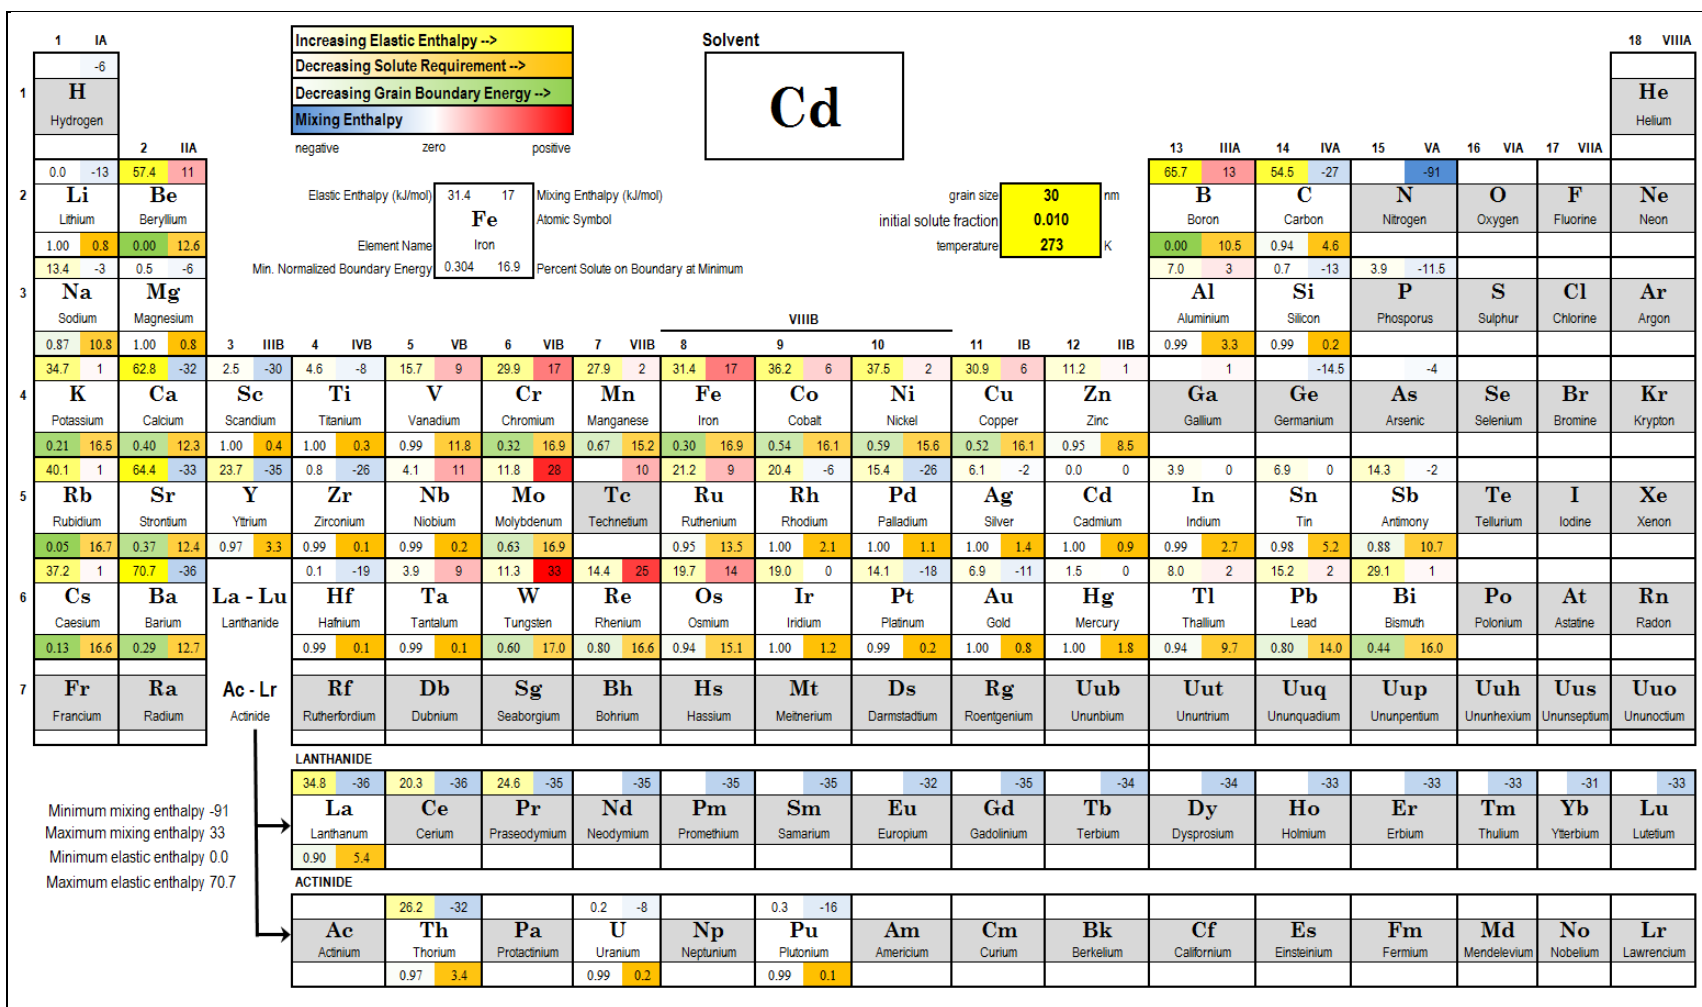 1 IA
18 VIIIA
Increasing Elastic Enthalpy -->
Decreasing Solute Requirement -->
Decreasing Grain Boundary Energy -->
Mixing Enthalpy
negative zero positive
Solvent
Cd
-6
1 H He
Hydrogen Helium
2 IIA 13 IIIA 14 IVA 15 VA 16 VIA 17 VIIA
0.0 -13 57.4 11 65.7 13 54.5 -27 -91
2 Li Be B C N O F Ne
Lithium Beryllium Boron Carbon Nitrogen Oxygen Fluorine Neon
1.00 0.8 0.00 12.6 0.00 10.5 0.94 4.6
Elastic Enthalpy (kJ/mol) 31.4 17 Mixing Enthalpy (kJ/mol)
Fe Atomic Symbol
Element Name Iron
Min. Normalized Boundary Energy 0.304 16.9 Percent Solute on Boundary at Minimum
grain size 30 nm
initial solute fraction 0.010
temperature 273 K
13.4 -3 0.5 -6 7.0 3 0.7 -13 3.9 -11.5
3 Na Mg Al Si P S Cl Ar
Sodium Magnesium Aluminium Silicon Phosporus Sulphur Chlorine Argon
0.87 10.8 1.00 0.8 0.99 3.3 0.99 0.2
VIIIB
3 IIIB 4 IVB 5 VB 6 VIB 7 VIIB 8 9 10 11 IB 12 IIB
34.7 1 62.8 -32 2.5 -30 4.6 -8 15.7 9 29.9 17 27.9 2 31.4 17 36.2 6 37.5 2 30.9 6 11.2 1 1 -14.5 -4
4 K Ca Sc Ti V Cr Mn Fe Co Ni Cu Zn Ga Ge As Se Br Kr
Potassium Calcium Scandium Titanium Vanadium Chromium Manganese Iron Cobalt Nickel Copper Zinc Gallium Germanium Arsenic Selenium Bromine Krypton
0.21 16.5 0.40 12.3 1.00 0.4 1.00 0.3 0.99 11.8 0.32 16.9 0.67 15.2 0.30 16.9 0.54 16.1 0.59 15.6 0.52 16.1 0.95 8.5
40.1 1 64.4 -33 23.7 -35 0.8 -26 4.1 11 11.8 28 10 21.2 9 20.4 -6 15.4 -26 6.1 -2 0.0 0 3.9 0 6.9 0 14.3 -2
5 Rb Sr Y Zr Nb Mo Tc Ru Rh Pd Ag Cd In Sn Sb Te I Xe
Rubidium Strontium Yttrium Zirconium Niobium Molybdenum Technetium Ruthenium Rhodium Palladium Silver Cadmium Indium Tin Antimony Tellurium Iodine Xenon
0.05 16.7 0.37 12.4 0.97 3.3 0.99 0.1 0.99 0.2 0.63 16.9 0.95 13.5 1.00 2.1 1.00 1.1 1.00 1.4 1.00 0.9 0.99 2.7 0.98 5.2 0.88 10.7
37.2 1 70.7 -36 0.1 -19 3.9 9 11.3 33 14.4 25 19.7 14 19.0 0 14.1 -18 6.9 -11 1.5 0 8.0 2 15.2 2 29.1 1
6 Cs Ba La - Lu Hf Ta W Re Os Ir Pt Au Hg Tl Pb Bi Po At Rn
Caesium Barium Lanthanide Hafnium Tantalum Tungsten Rhenium Osmium Iridium Platinum Gold Mercury Thallium Lead Bismuth Polonium Astatine Radon
0.13 16.6 0.29 12.7 0.99 0.1 0.99 0.1 0.60 17.0 0.80 16.6 0.94 15.1 1.00 1.2 0.99 0.2 1.00 0.8 1.00 1.8 0.94 9.7 0.80 14.0 0.44 16.0
7 Fr Ra Ac - Lr Rf Db Sg Bh Hs Mt Ds Rg Uub Uut Uuq Uup Uuh Uus Uuo
Francium Radium Actinide Rutherfordium Dubnium Seaborgium Bohrium Hassium Meitnerium Darmstadtium Roentgenium Ununbium Ununtrium Ununquadium Ununpentium Ununhexium Ununseptium Ununoctium
LANTHANIDE
34.8 -36 20.3 -36 24.6 -35 -35 -35 -35 -32 -35 -34 -34 -33 -33 -33 -31 -33
La Ce Pr Nd Pm Sm Eu Gd Tb Dy Ho Er Tm Yb Lu
Lanthanum Cerium Praseodymium Neodymium Promethium Samarium Europium Gadolinium Terbium Dysprosium Holmium Erbium Thulium Ytterbium Lutetium
0.90 5.4
Minimum mixing enthalpy -91
Maximum mixing enthalpy 33
Minimum elastic enthalpy 0.0
Maximum elastic enthalpy 70.7
ACTINIDE
26.2 -32 0.2 -8 0.3 -16
Ac Th Pa U Np Pu Am Cm Bk Cf Es Fm Md No Lr
Actinium Thorium Protactinium Uranium Neptunium Plutonium Americium Curium Berkelium Californium Einsteinium Fermium Mendelevium Nobelium Lawrencium
0.97 3.4 0.99 0.2 0.99 0.1